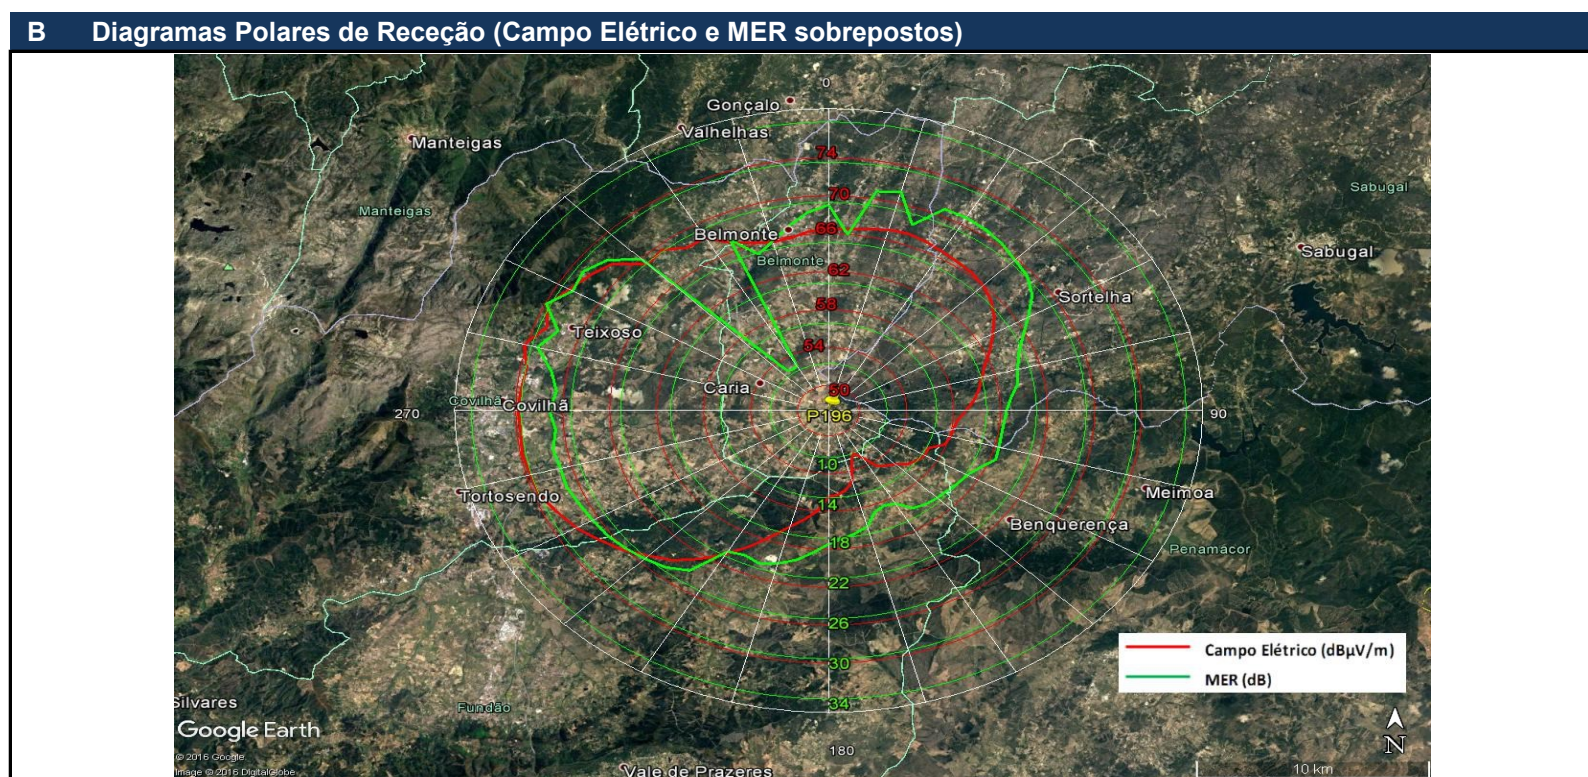 B Diagramas Polares de Receção (Campo Elétrico e MER sobrepostos)
0
Gonçalo
Valhelhas
Manteigas
74
Manteigas
Sabugal
70
Belmonte
66
Sabugal
Belmonte
62
Sortelha
58
Teixoso
54
Caria
50
Covilhã
Covilhã
270
P196
90
10
Tortosendo
Meimoa
14
Benquerença
18
Penamácor
22
26
Campo Elétrico (dBµV/m)
30
MER (dB)
34
Silvares
Fundão
Google Earth
N
180
© 2016 Google
Image © 2016 DigitalGlobe
Vale de Prazeres
10 km